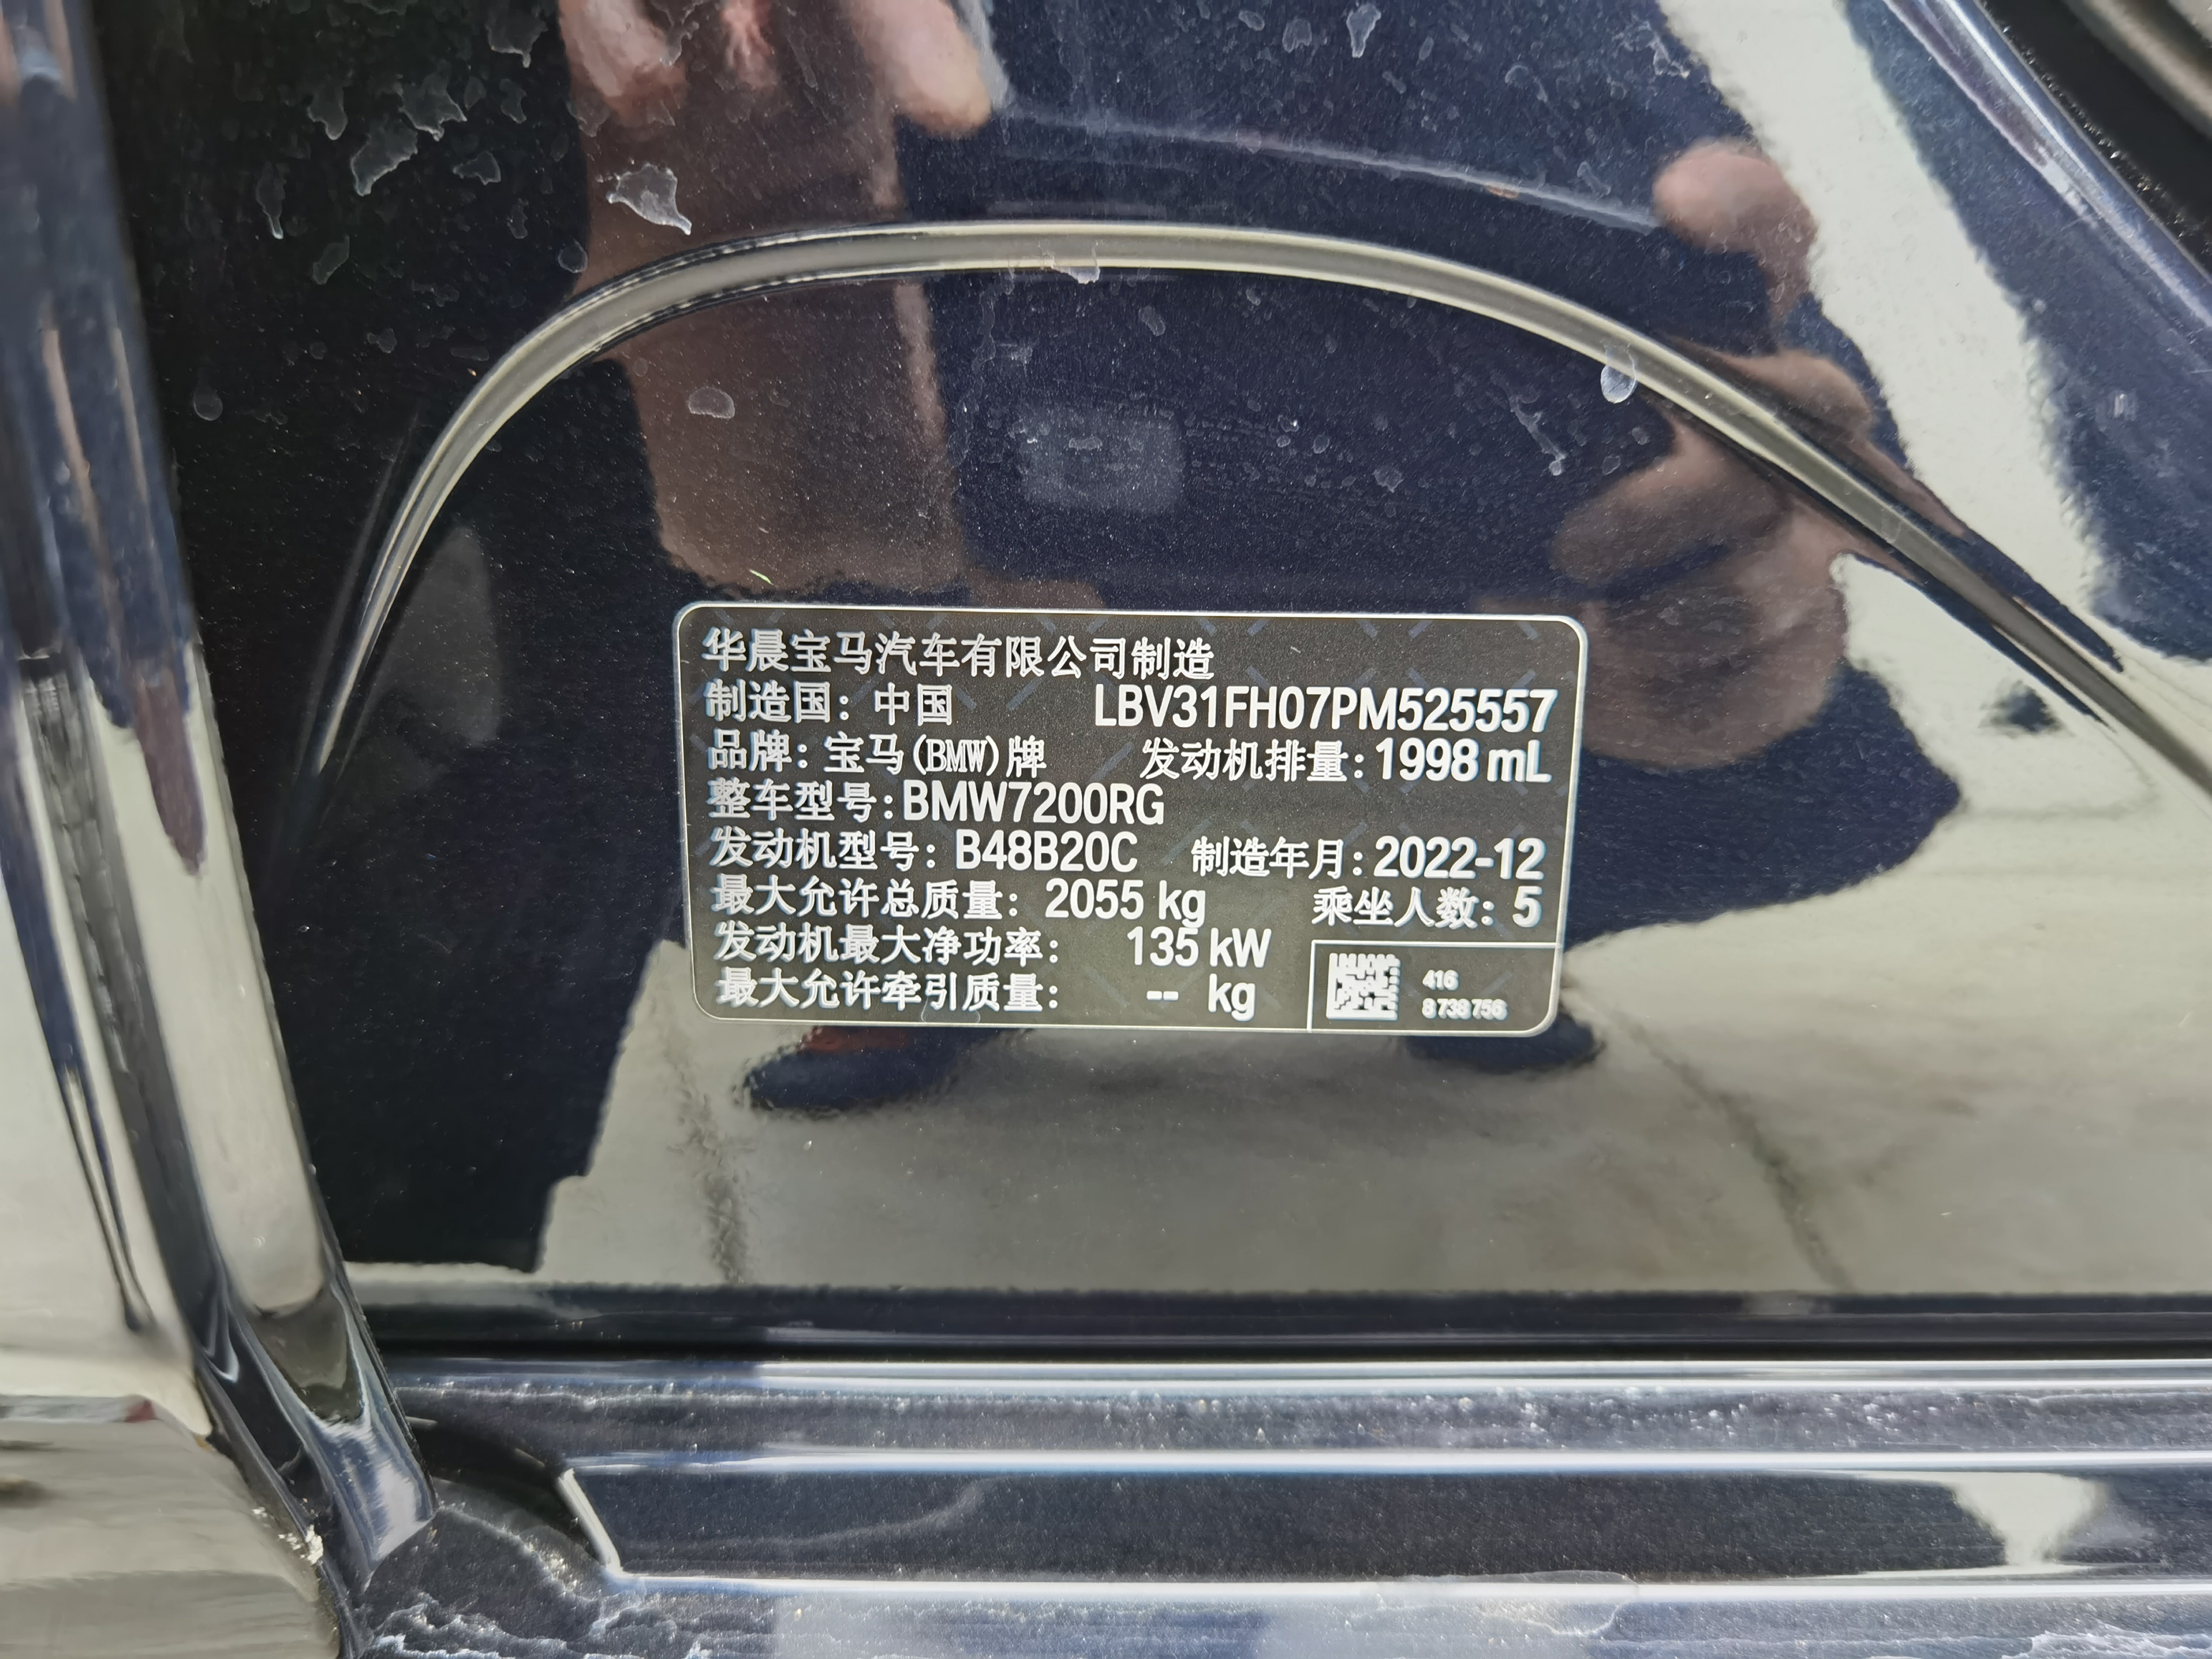 华晨宝马汽车有限公司制造
制造国：中国 LBV31FH07PM525557
品牌：宝马(BMW)牌 发动机排量：1998 mL
整车型号：BMW7200RG
发动机型号：B48B20C 制造年月：2022-12
最大允许总质量：2055 kg 乘坐人数：5
发动机最大净功率：135 kW
最大允许牵引质量：-- kg
416
8738756